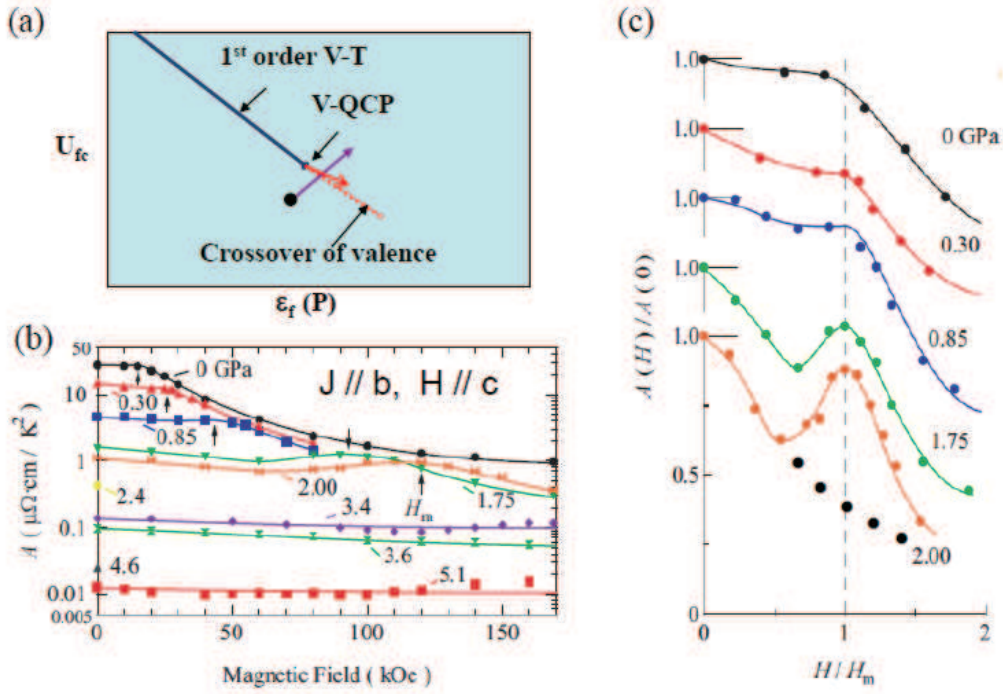 (a)
1st order V-T
V-QCP
Ufc
Crossover of valence
εf (P)
(b)
50
10
1
0.1
0.01
0.005
A ( μΩ·cm / K² )
0 GPa
J // b, H // c
0.30
0.85
2.00
1.75
Hm
2.4
3.4
3.6
4.6
5.1
0
50
100
150
Magnetic Field ( kOe )
(c)
1.0
1.0
1.0
1.0
1.0
0.5
0
A (H) / A (0)
0 GPa
0.30
0.85
1.75
2.00
0
1
2
H / Hm